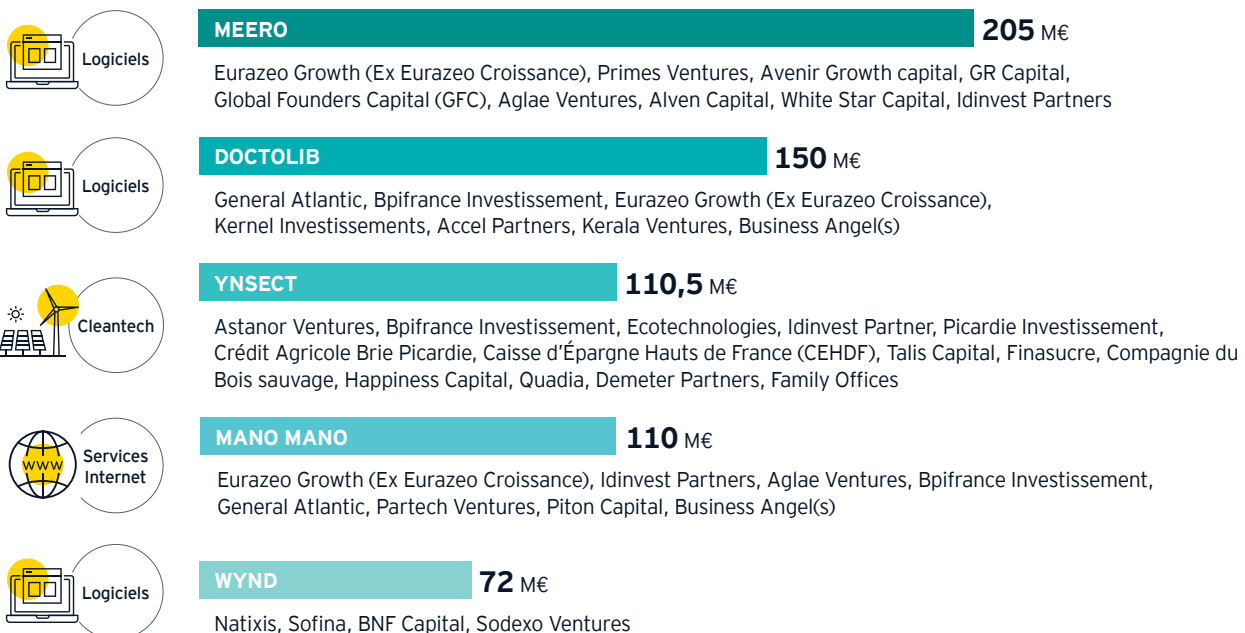 Logiciels
MEERO
205 M€
Eurazeo Growth (Ex Eurazeo Croissance), Primes Ventures, Avenir Growth capital, GR Capital,
Global Founders Capital (GFC), Aglae Ventures, Alven Capital, White Star Capital, Idinvest Partners
Logiciels
DOCTOLIB
150 M€
General Atlantic, Bpifrance Investissement, Eurazeo Growth (Ex Eurazeo Croissance),
Kernel Investissements, Accel Partners, Kerala Ventures, Business Angel(s)
Cleantech
YNSECT
110,5 M€
Astanor Ventures, Bpifrance Investissement, Ecotechnologies, Idinvest Partner, Picardie Investissement,
Crédit Agricole Brie Picardie, Caisse d’Épargne Hauts de France (CEHDF), Talis Capital, Finasucre, Compagnie du
Bois sauvage, Happiness Capital, Quadia, Demeter Partners, Family Offices
www
Services
Internet
MANO MANO
110 M€
Eurazeo Growth (Ex Eurazeo Croissance), Idinvest Partners, Aglae Ventures, Bpifrance Investissement,
General Atlantic, Partech Ventures, Piton Capital, Business Angel(s)
Logiciels
WYND
72 M€
Natixis, Sofina, BNF Capital, Sodexo Ventures